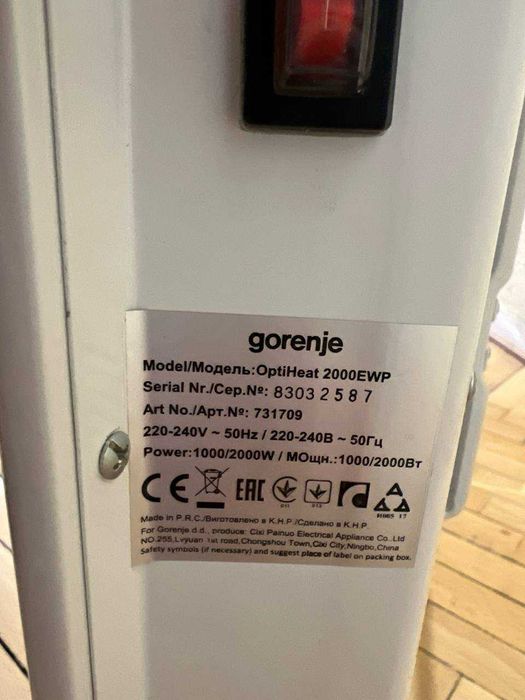 gorenje
Model/Модель:OptiHeat 2000EWP
Serial Nr./Сер.№: 83032587
Art No./Арт.№: 731709
220-240V ~ 50Hz / 220-240В ~ 50Гц
Power:1000/2000W / МОщн.:1000/2000Вт
CE EAC
Made in P.R.C./Виготовлено в К.Н.Р./Сделано в К.Н.Р.
For Gorenje d.d., produce: Cixi Painuo Electrical Appliance Co.,Ltd
NO.255, Lvyuan 1st road, Chongshou Town, Cixi City, Ningbo, China
Safety symbols (if necessary) and suggest place of label on packing box.